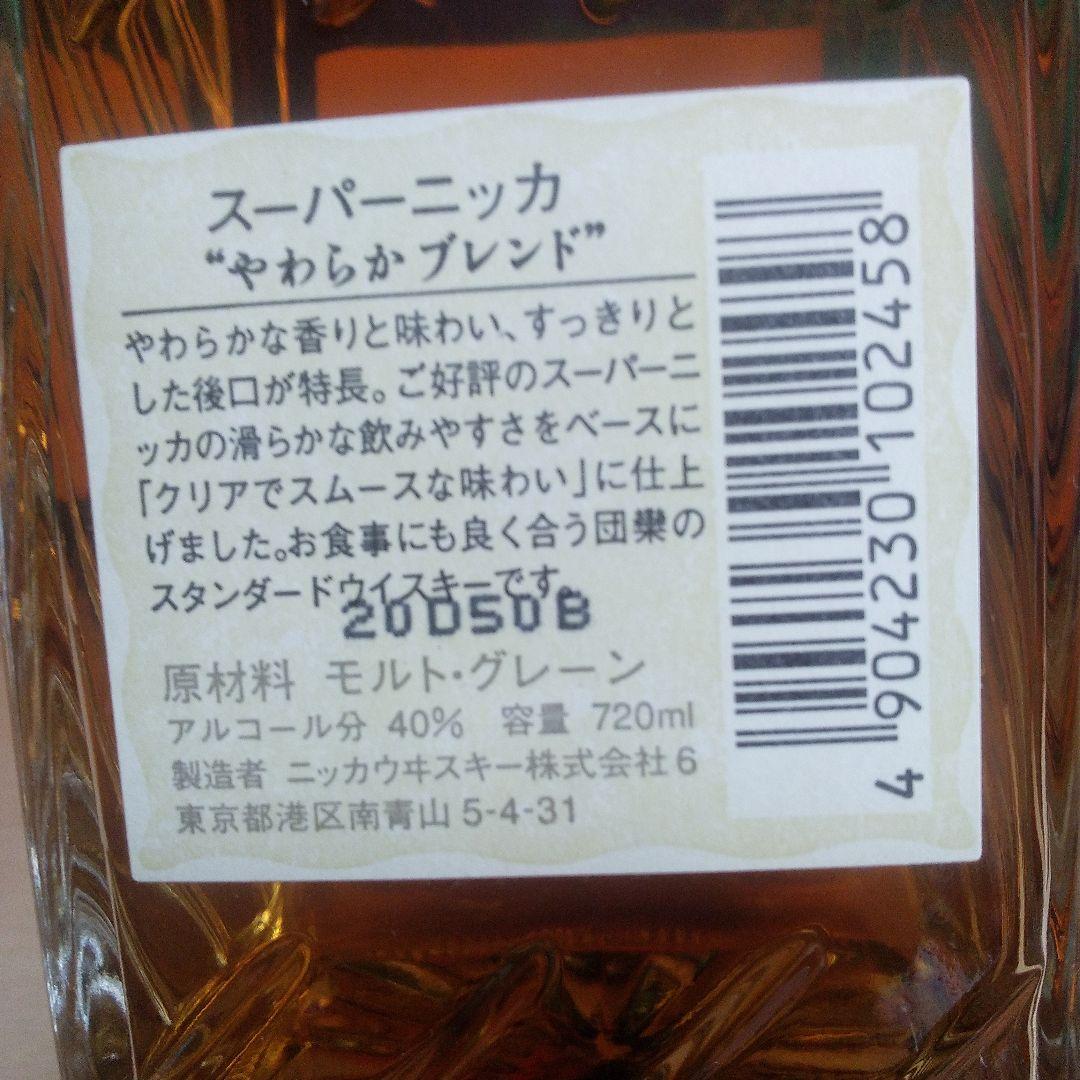 スーパーニッカ
“やわらか ブレンド”
やわらかな香りと味わい、すっきりと
した後口が特長。ご好評のスーパーニ
ッカの滑らかな飲みやすさをベースに
「クリアでスムースな味わい」に仕上
げました。お食事にも良く合う団欒の
スタンダードウイスキーです。
20D50B
原材料 モルト・グレーン
アルコール分 40% 容量 720ml
製造者 ニッカウヰスキー株式会社 6
東京都港区南青山 5-4-31
4 904230 102458